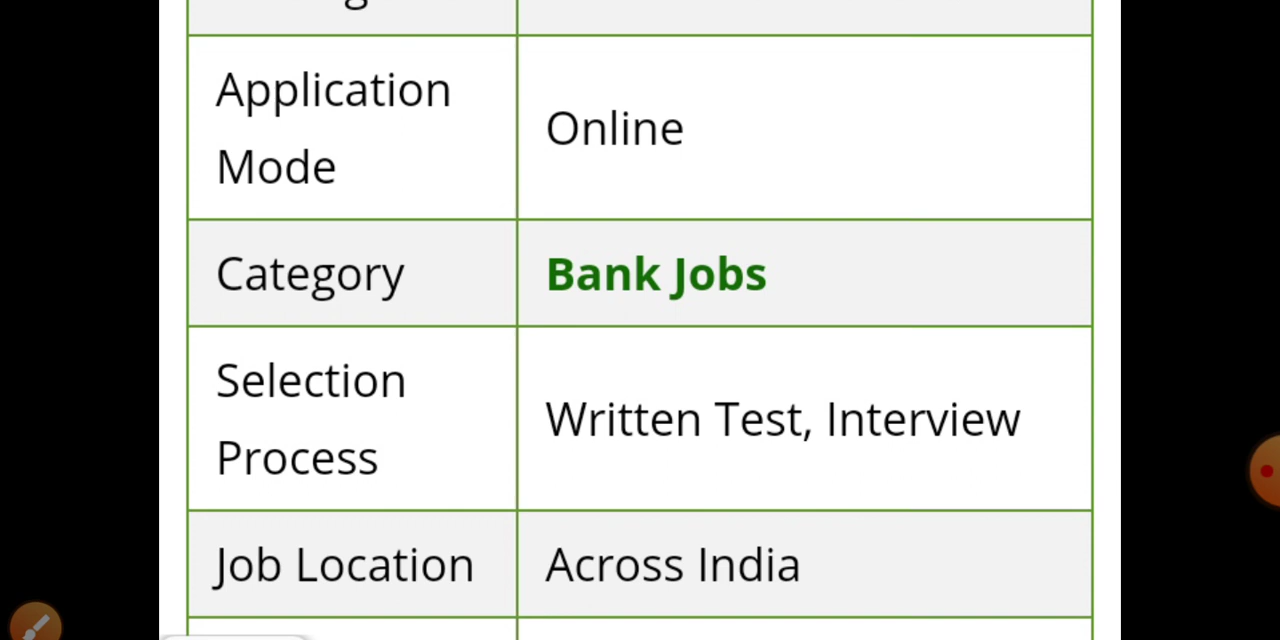 Application
Mode
Online
Category
Bank Jobs
Selection
Process
Written Test, Interview
Job Location
Across India